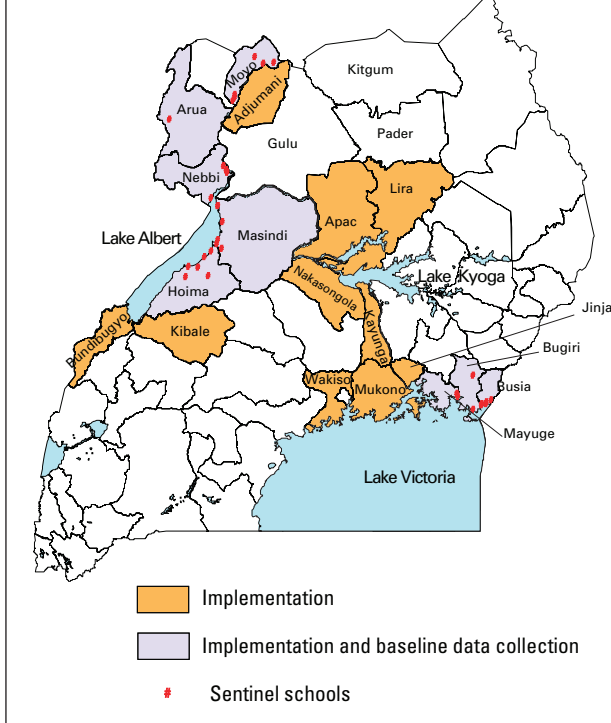 Kitgum
Moyo
Adjumani
Arua
Pader
Gulu
Nebbi
Lira
Apac
Lake Albert
Masindi
Lake Kyoga
Nakasongola
Hoima
Jinja
Bundibugyo
Kibale
Kayunga
Bugiri
Wakiso
Mukono
Busia
Mayuge
Lake Victoria
Implementation
Implementation and baseline data collection
Sentinel schools